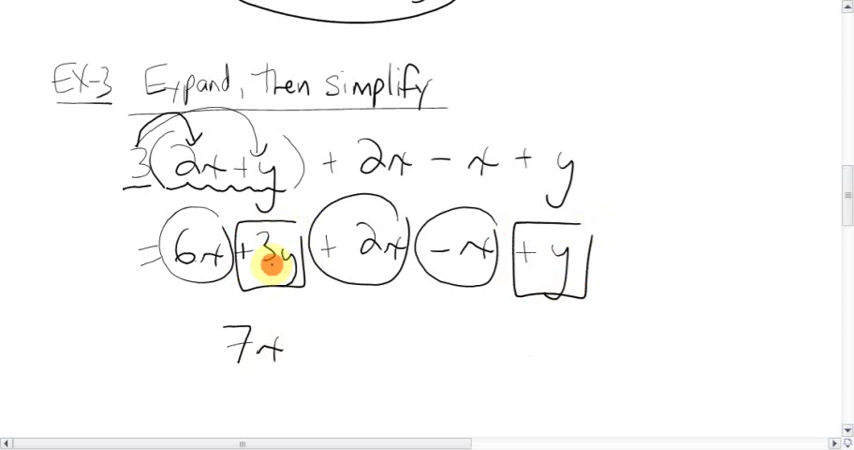 EX-3 Expand, then simplify
3(2x+y) + 2x - x + y
= 6x +3y + 2x - x + y
7x